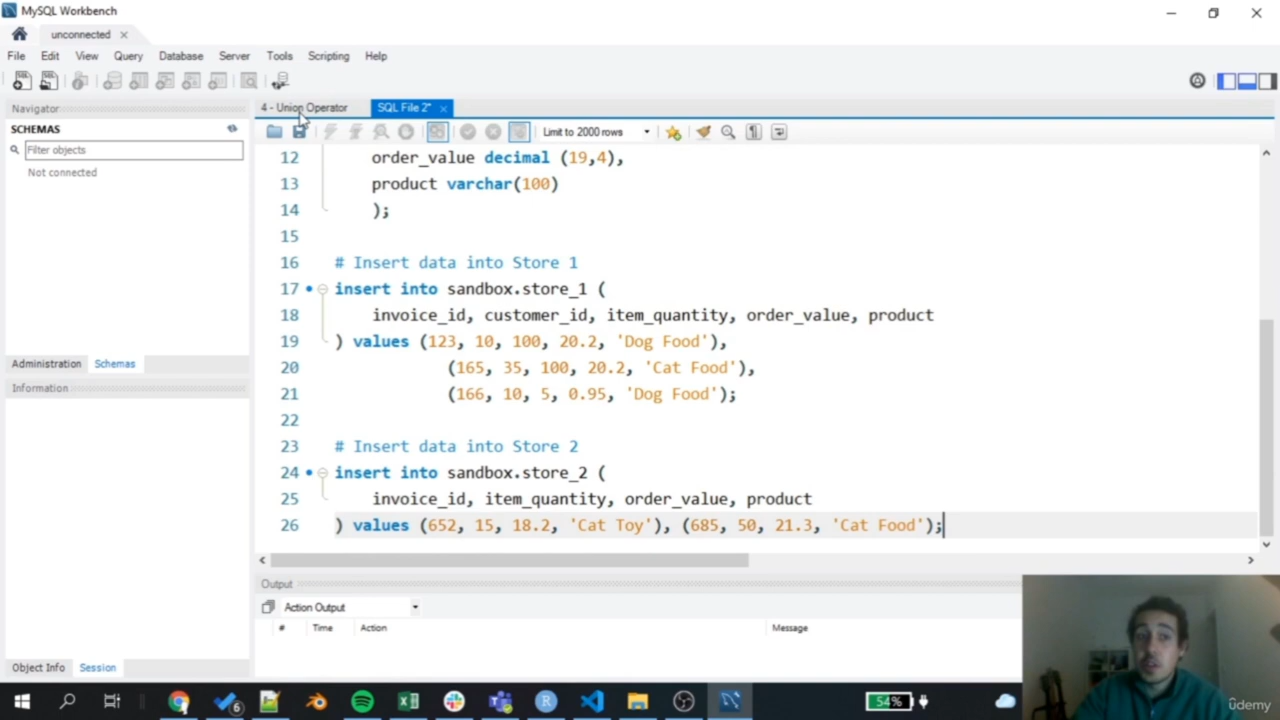 MySQL Workbench
unconnected
File Edit View Query Database Server Tools Scripting Help
Navigator
SCHEMAS
Filter objects
Not connected
Administration Schemas
Information
Object Info Session
4 - Union Operator SQL File 2*
Limit to 2000 rows
12 order_value decimal (19,4),
13 product varchar(100)
14 );
15
16 # Insert data into Store 1
17 insert into sandbox.store_1 (
18 invoice_id, customer_id, item_quantity, order_value, product
19 ) values (123, 10, 100, 20.2, 'Dog Food'),
20 (165, 35, 100, 20.2, 'Cat Food'),
21 (166, 10, 5, 0.95, 'Dog Food');
22
23 # Insert data into Store 2
24 insert into sandbox.store_2 (
25 invoice_id, item_quantity, order_value, product
26 ) values (652, 15, 18.2, 'Cat Toy'), (685, 50, 21.3, 'Cat Food');
Output
Action Output
# Time Action Message
6
54%
ûdemy